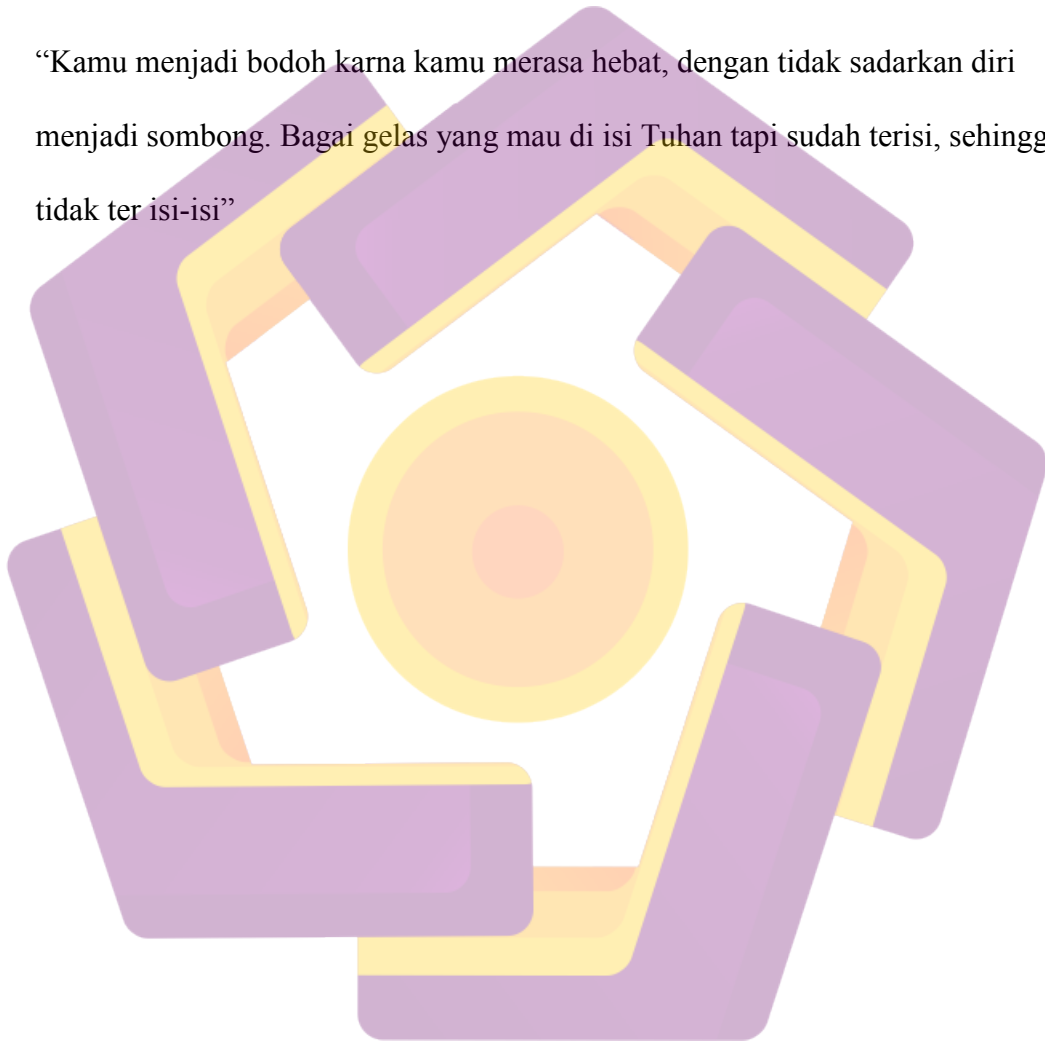 “Kamu menjadi bodoh karna kamu merasa hebat, dengan tidak sadarkan diri
menjadi sombong. Bagai gelas yang mau di isi Tuhan tapi sudah terisi, sehingg
tidak ter isi-isi”